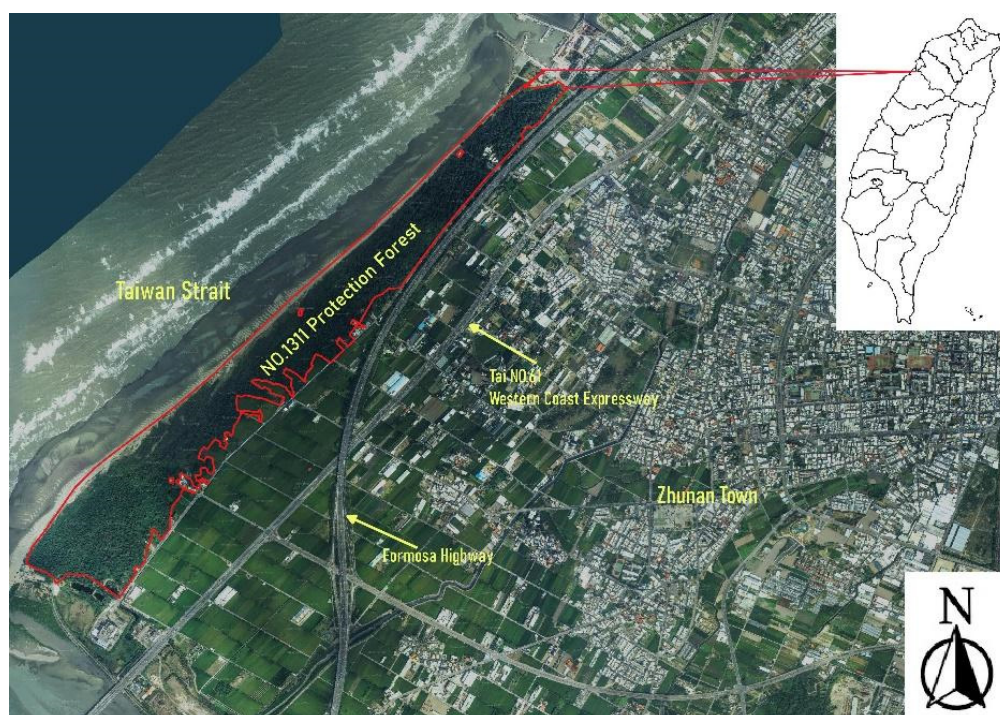 Taiwan Strait
NO.1311 Protection Forest
Tai NO.61
Western Coast Expressway
Zhunan Town
Formosa Highway
N